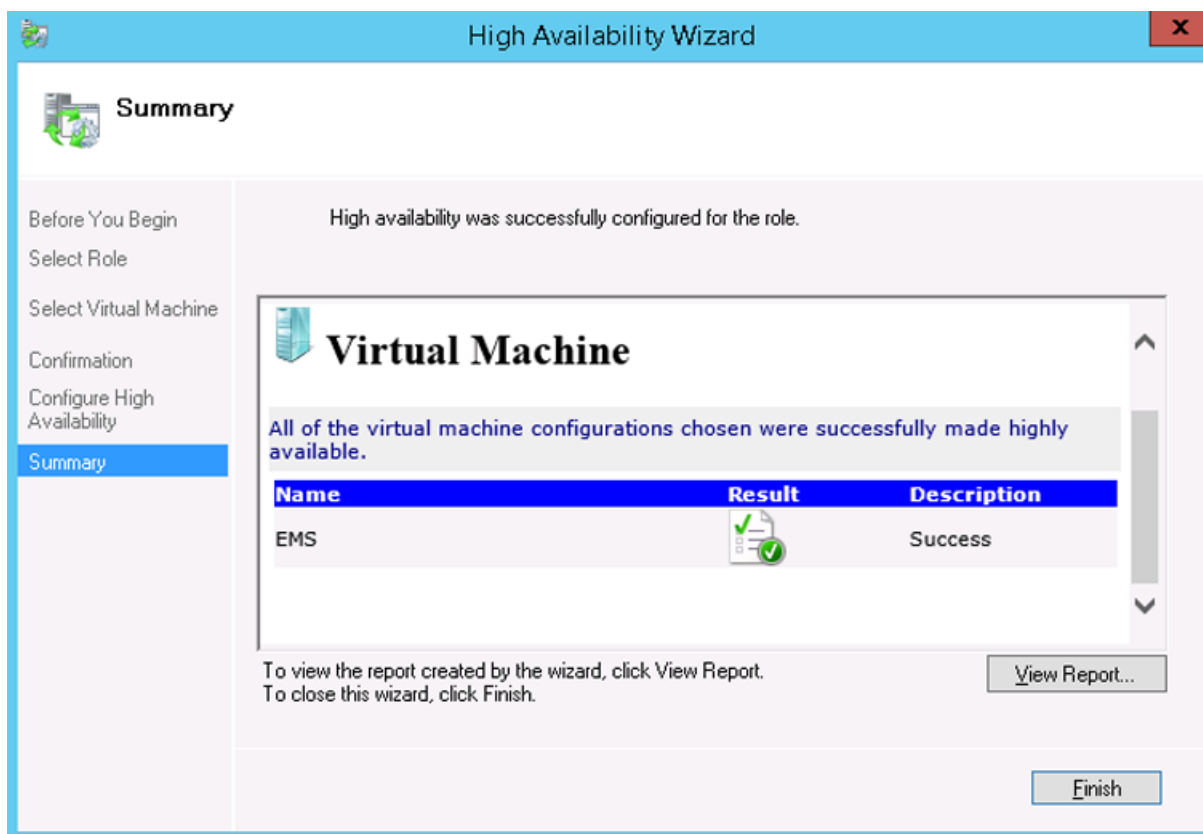 High Availability Wizard
x
Summary
Before You Begin
Select Role
Select Virtual Machine
Confirmation
Configure High
Availability
Summary
High availability was successfully configured for the role.
Virtual Machine
All of the virtual machine configurations chosen were successfully made highly
available.
Name Result Description
EMS Success
To view the report created by the wizard, click View Report.
To close this wizard, click Finish.
View Report...
Finish